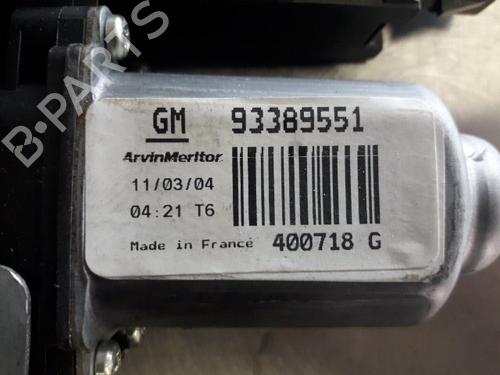 GM 93389551
ArvinMeritor
11/03/04
04:21 T6
Made in France 400718 G
B-PARTS